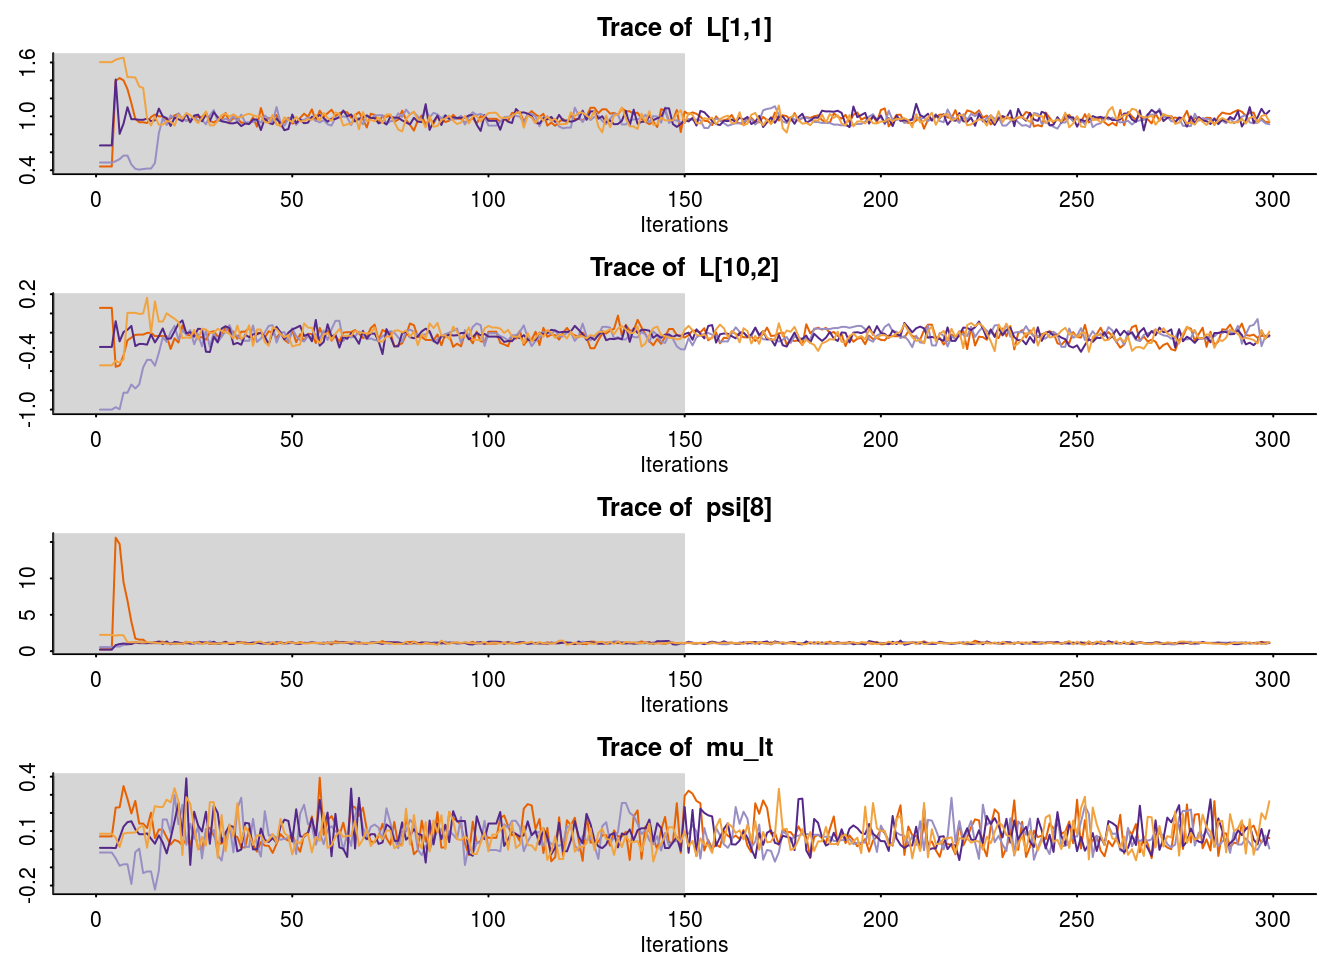 Trace of L[1,1]
1.6
1.0
0.4
0 50 100 150 200 250 300
Iterations
Trace of L[10,2]
0.2
-0.4
-1.0
0 50 100 150 200 250 300
Iterations
Trace of psi[8]
10
5
0
0 50 100 150 200 250 300
Iterations
Trace of mu_lt
0.4
0.1
-0.2
0 50 100 150 200 250 300
Iterations